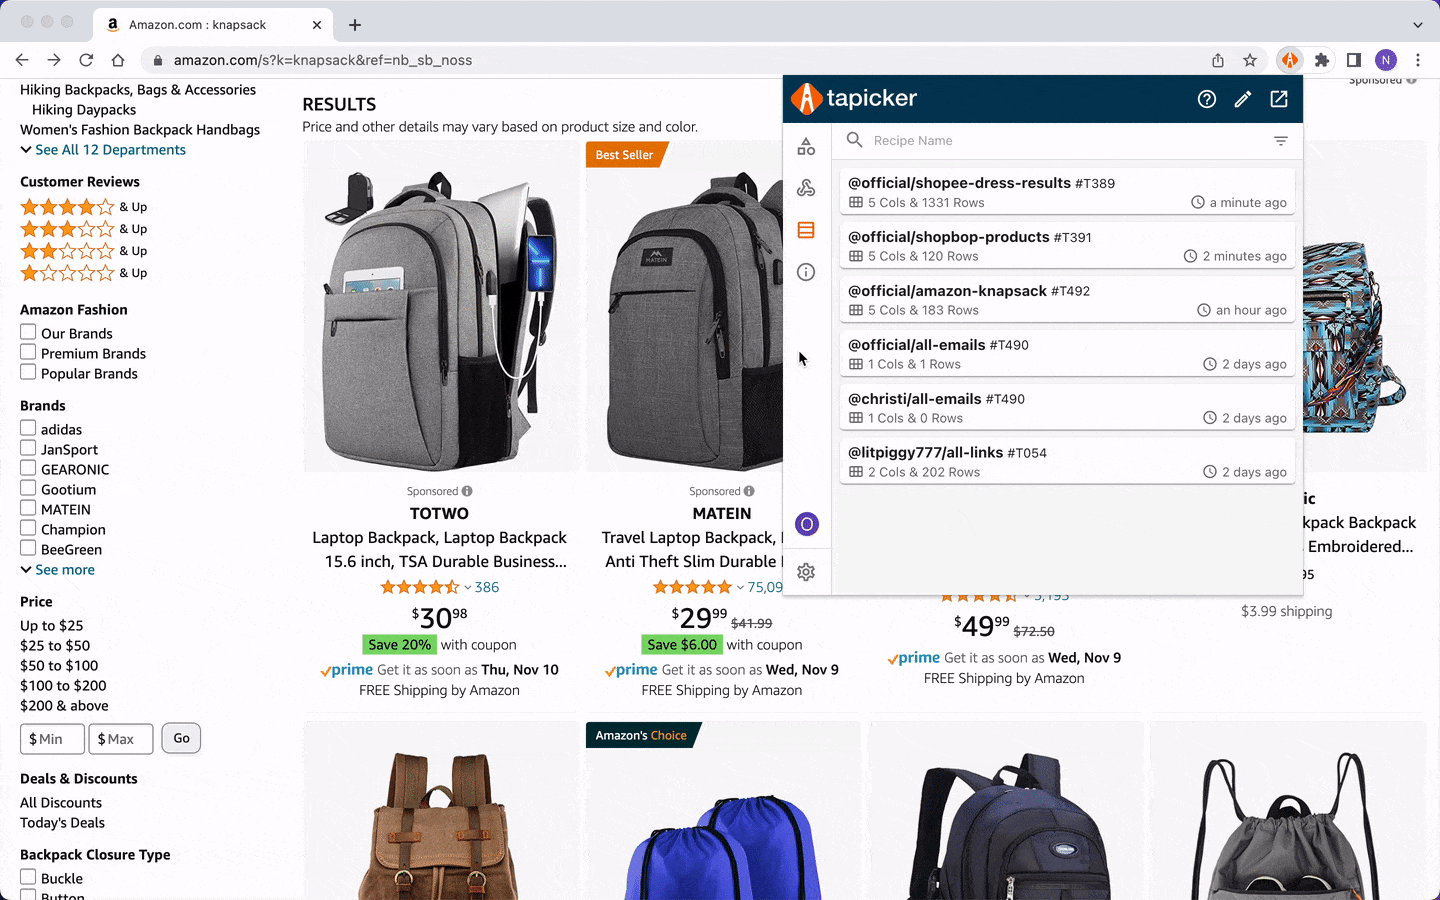 Amazon.com : knapsack
amazon.com/s?k=knapsack&ref=nb_sb_noss
N
Hiking Backpacks, Bags & Accessories
Hiking Daypacks
Women's Fashion Backpack Handbags
See All 12 Departments
Customer Reviews
& Up
& Up
& Up
& Up
Amazon Fashion
Our Brands
Premium Brands
Popular Brands
Brands
adidas
JanSport
GEARONIC
Gootium
MATEIN
Champion
BeeGreen
See more
Price
Up to $25
$25 to $50
$50 to $100
$100 to $200
$200 & above
$ Min
$ Max
Go
Deals & Discounts
All Discounts
Today's Deals
Backpack Closure Type
Buckle
Button
RESULTS
Price and other details may vary based on product size and color.
Sponsored
TOTWO
Laptop Backpack, Laptop Backpack
15.6 inch, TSA Durable Business...
386
$30.98
Save 20% with coupon
prime Get it as soon as Thu, Nov 10
FREE Shipping by Amazon
Best Seller
MATEIN
Sponsored
MATEIN
Travel Laptop Backpack,
Anti Theft Slim Durable
75,09
$29.99 $41.99
Save $6.00 with coupon
prime Get it as soon as Wed, Nov 9
FREE Shipping by Amazon
5,195
$49.99 $72.50
prime Get it as soon as Wed, Nov 9
FREE Shipping by Amazon
Sponsored
ic
kpack Backpack
Embroidered...
95
$3.99 shipping
Amazon's Choice
tapicker
Recipe Name
@official/shopee-dress-results #T389
5 Cols & 1331 Rows
a minute ago
@official/shopbop-products #T391
5 Cols & 120 Rows
2 minutes ago
@official/amazon-knapsack #T492
5 Cols & 183 Rows
an hour ago
@official/all-emails #T490
1 Cols & 1 Rows
2 days ago
@christi/all-emails #T490
1 Cols & 0 Rows
2 days ago
@litpiggy777/all-links #T054
2 Cols & 202 Rows
2 days ago
O